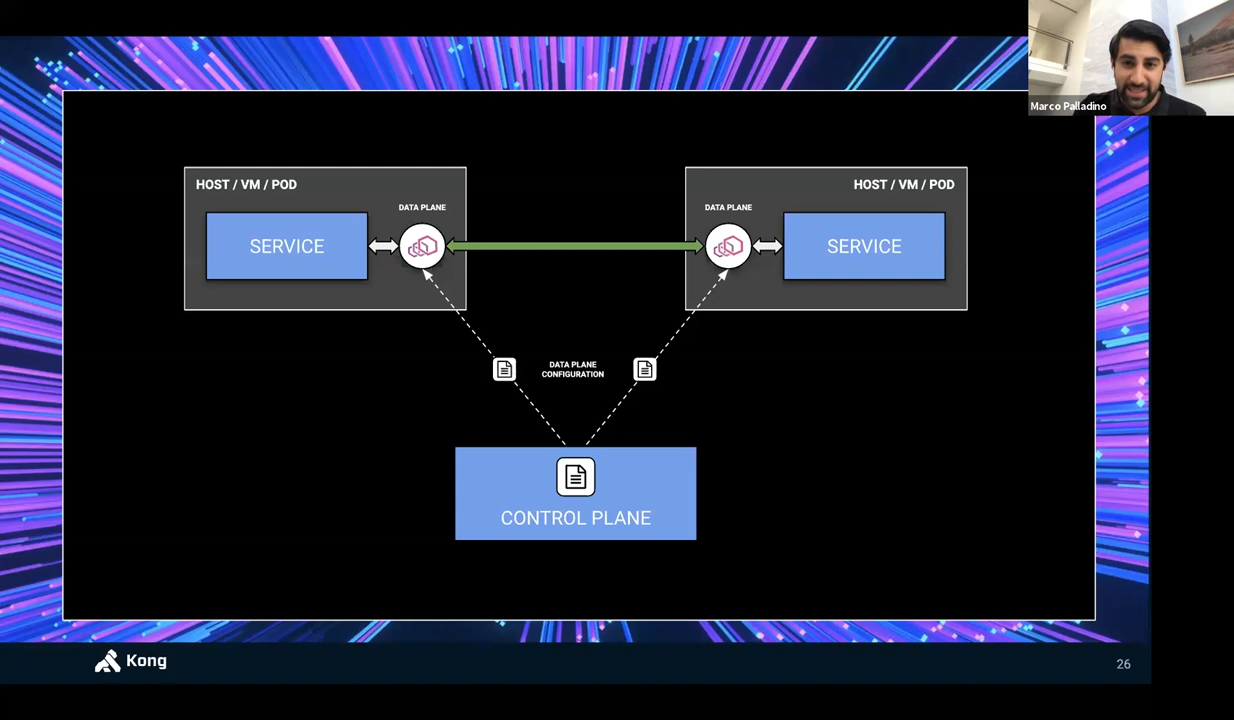 Marco Palladino
HOST / VM / POD
HOST / VM / POD
DATA PLANE
DATA PLANE
SERVICE
SERVICE
DATA PLANE
CONFIGURATION
CONTROL PLANE
Kong
26